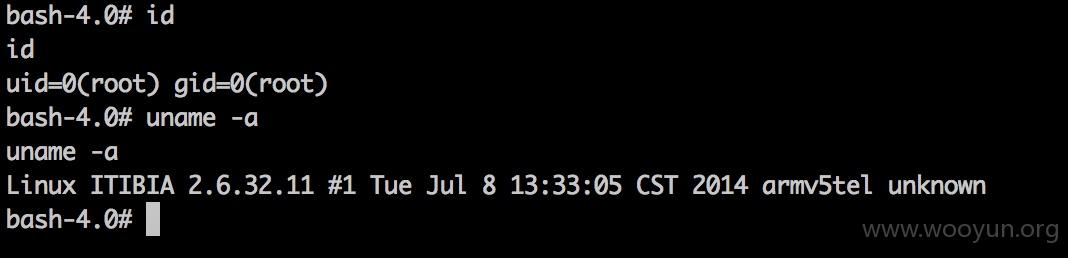 bash-4.0# id
id
uid=0(root) gid=0(root)
bash-4.0# uname -a
uname -a
Linux ITIBIA 2.6.32.11 #1 Tue Jul 8 13:33:05 CST 2014 armv5tel unknown
bash-4.0#
www.wooyun.org